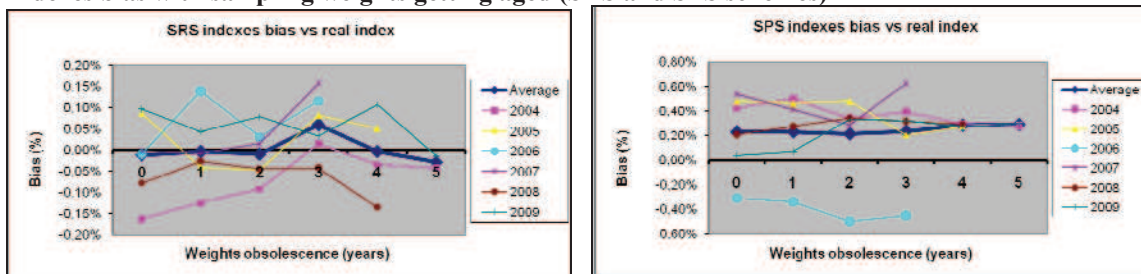 SRS indexes bias vs real index
0.20%
0.15%
0.10%
0.05%
0.00%
-0.05%
-0.10%
-0.15%
-0.20%
Bias (%)
0 1 2 3 4 5
Weights obsolescence (years)
Average
2004
2005
2006
2007
2008
2009
SPS indexes bias vs real index
0.80%
0.60%
0.40%
0.20%
0.00%
-0.20%
-0.40%
0.60%
Bias (%)
0 1 2 3 4 5
Weights obsolescence (years)
Average
2004
2005
2006
2007
2008
2009